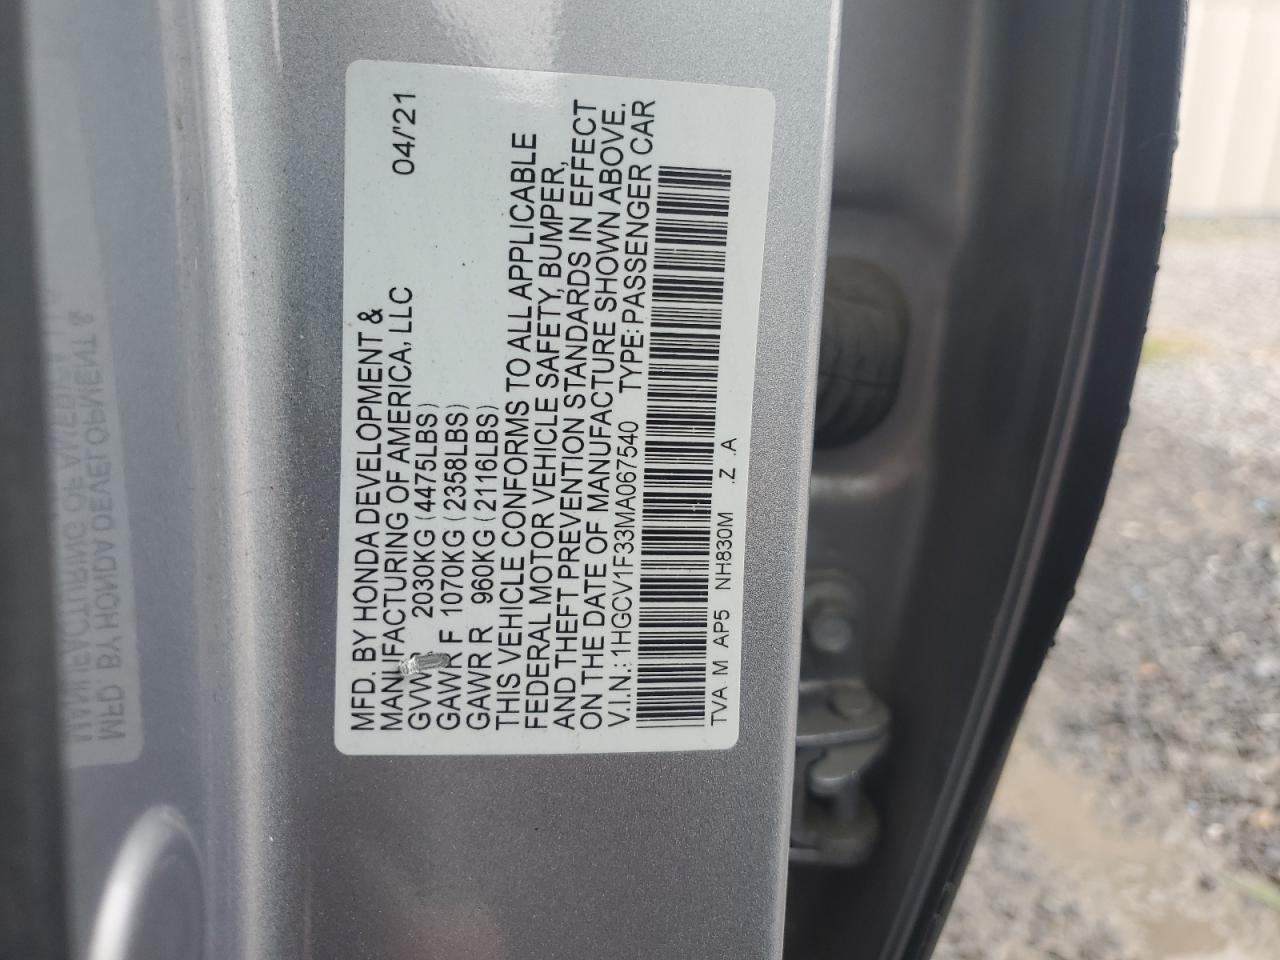 MFD. BY HONDA DEVELOPMENT &
MANUFACTURING OF AMERICA, LLC 04/'21
GVWR 2030KG (4475LBS)
GAWR F 1070KG (2358LBS)
GAWR R 960KG (2116LBS)
THIS VEHICLE CONFORMS TO ALL APPLICABLE
FEDERAL MOTOR VEHICLE SAFETY, BUMPER,
AND THEFT PREVENTION STANDARDS IN EFFECT
ON THE DATE OF MANUFACTURE SHOWN ABOVE.
V.I.N.: 1HGCV1F33MA067540 TYPE: PASSENGER CAR
TVA M AP5 NH830M .Z .A
MFD. BY HONDA DEVELOPMENT &
MANUFACTURING OF AMERICA, LLC